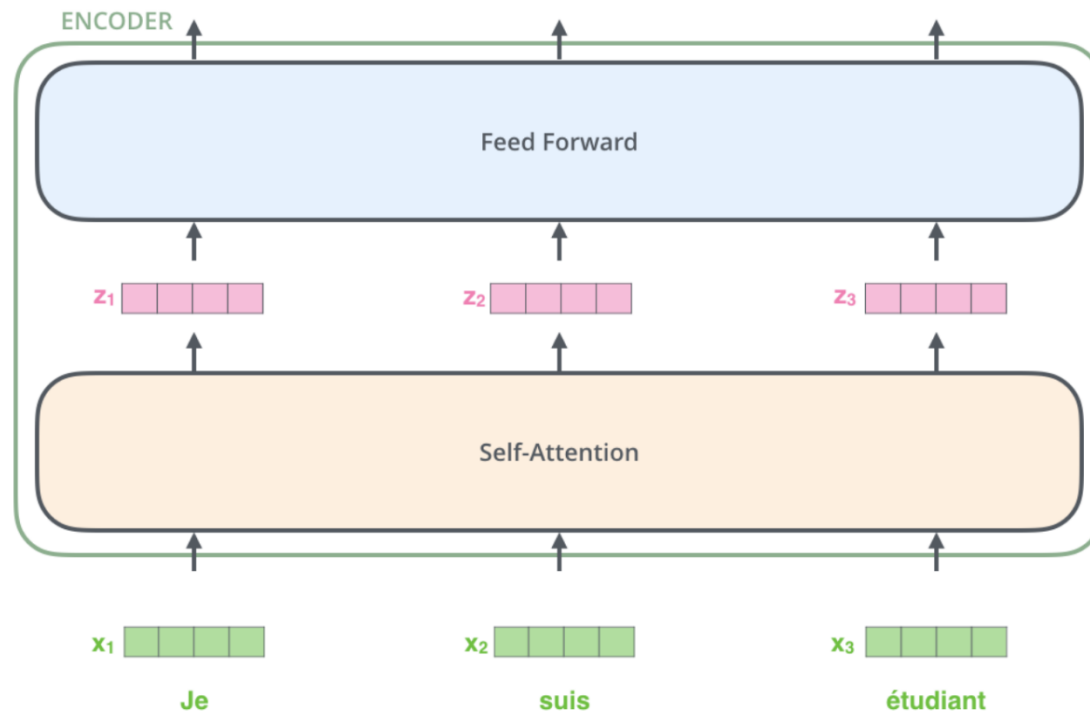 ENCODER
Feed Forward
z₁ z₂ z₃
Self-Attention
x₁ x₂ x₃
Je suis étudiant